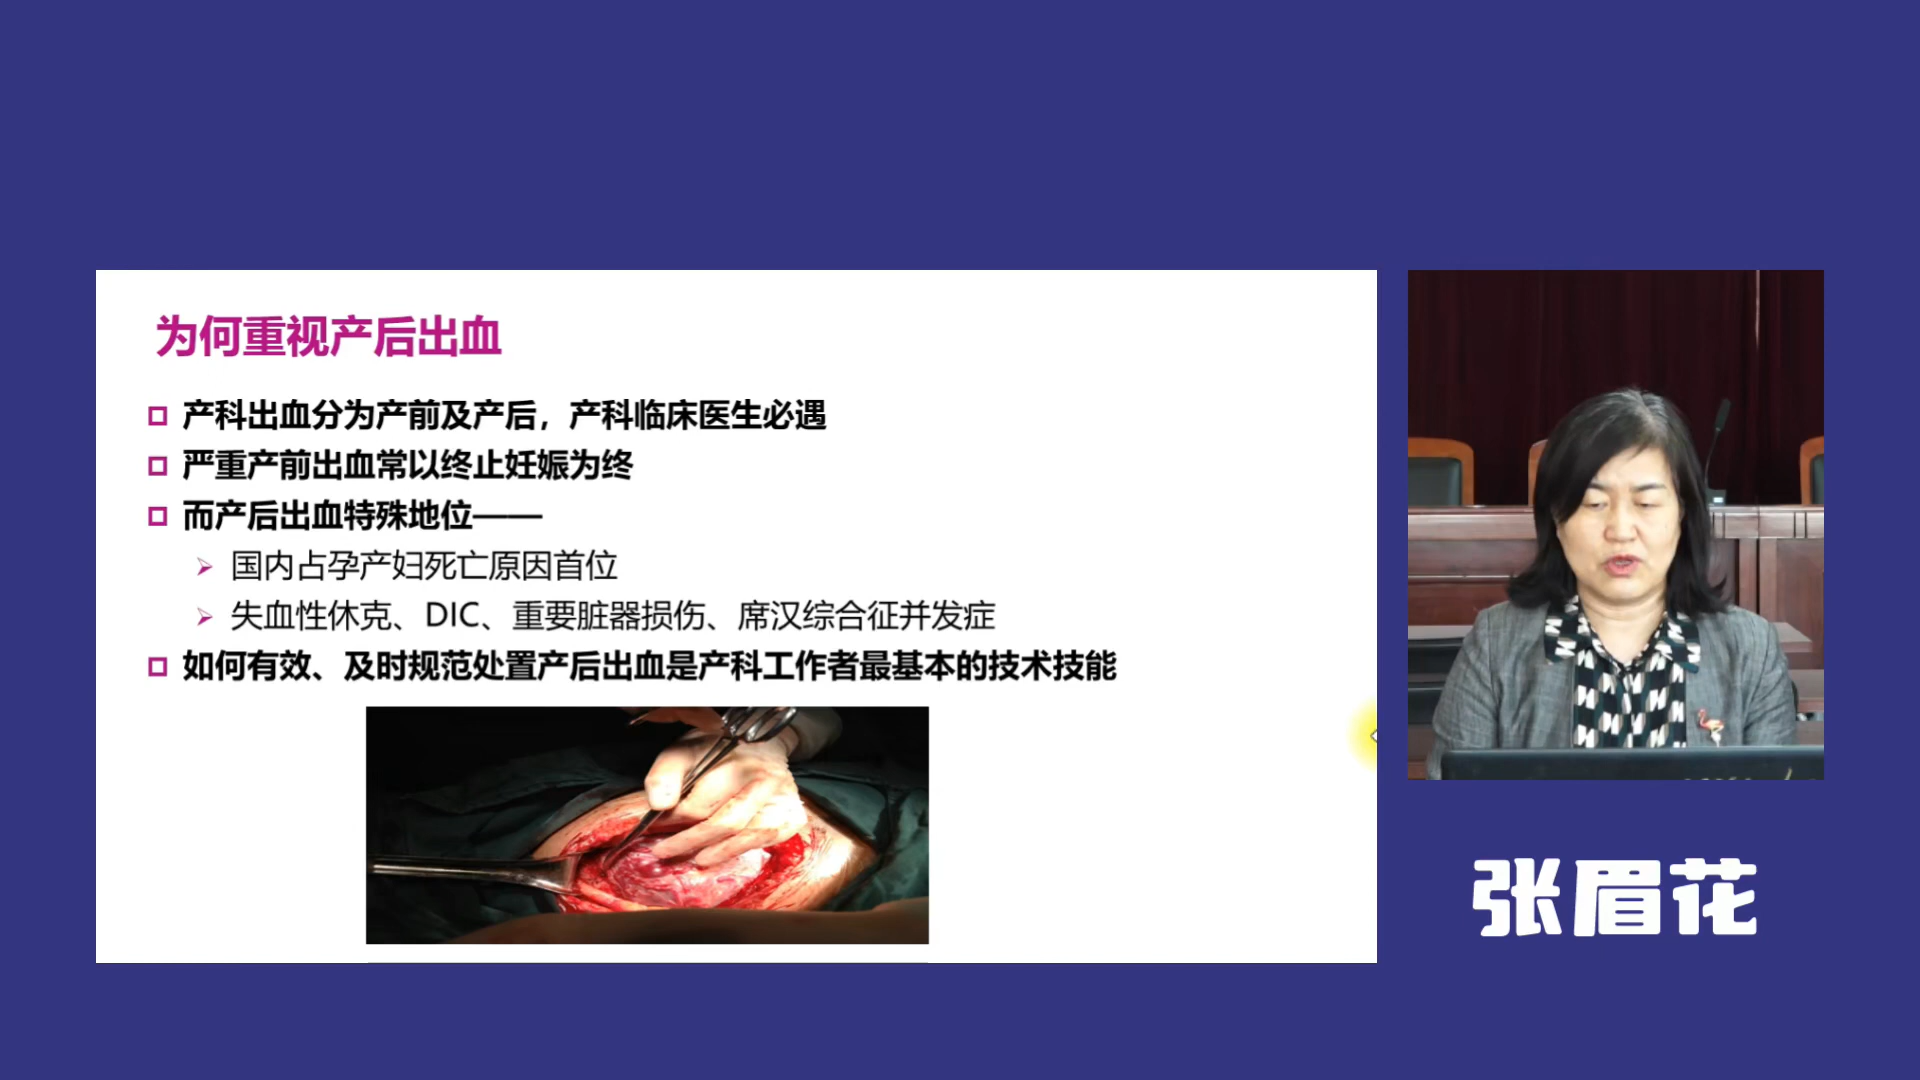 为何重视产后出血
产科出血分为产前及产后，产科临床医生必遇
严重产前出血常以终止妊娠为终
而产后出血特殊地位——
国内占孕产妇死亡原因首位
失血性休克、DIC、重要脏器损伤、席汉综合征并发症
如何有效、及时规范处置产后出血是产科工作者最基本的技术技能
张眉花